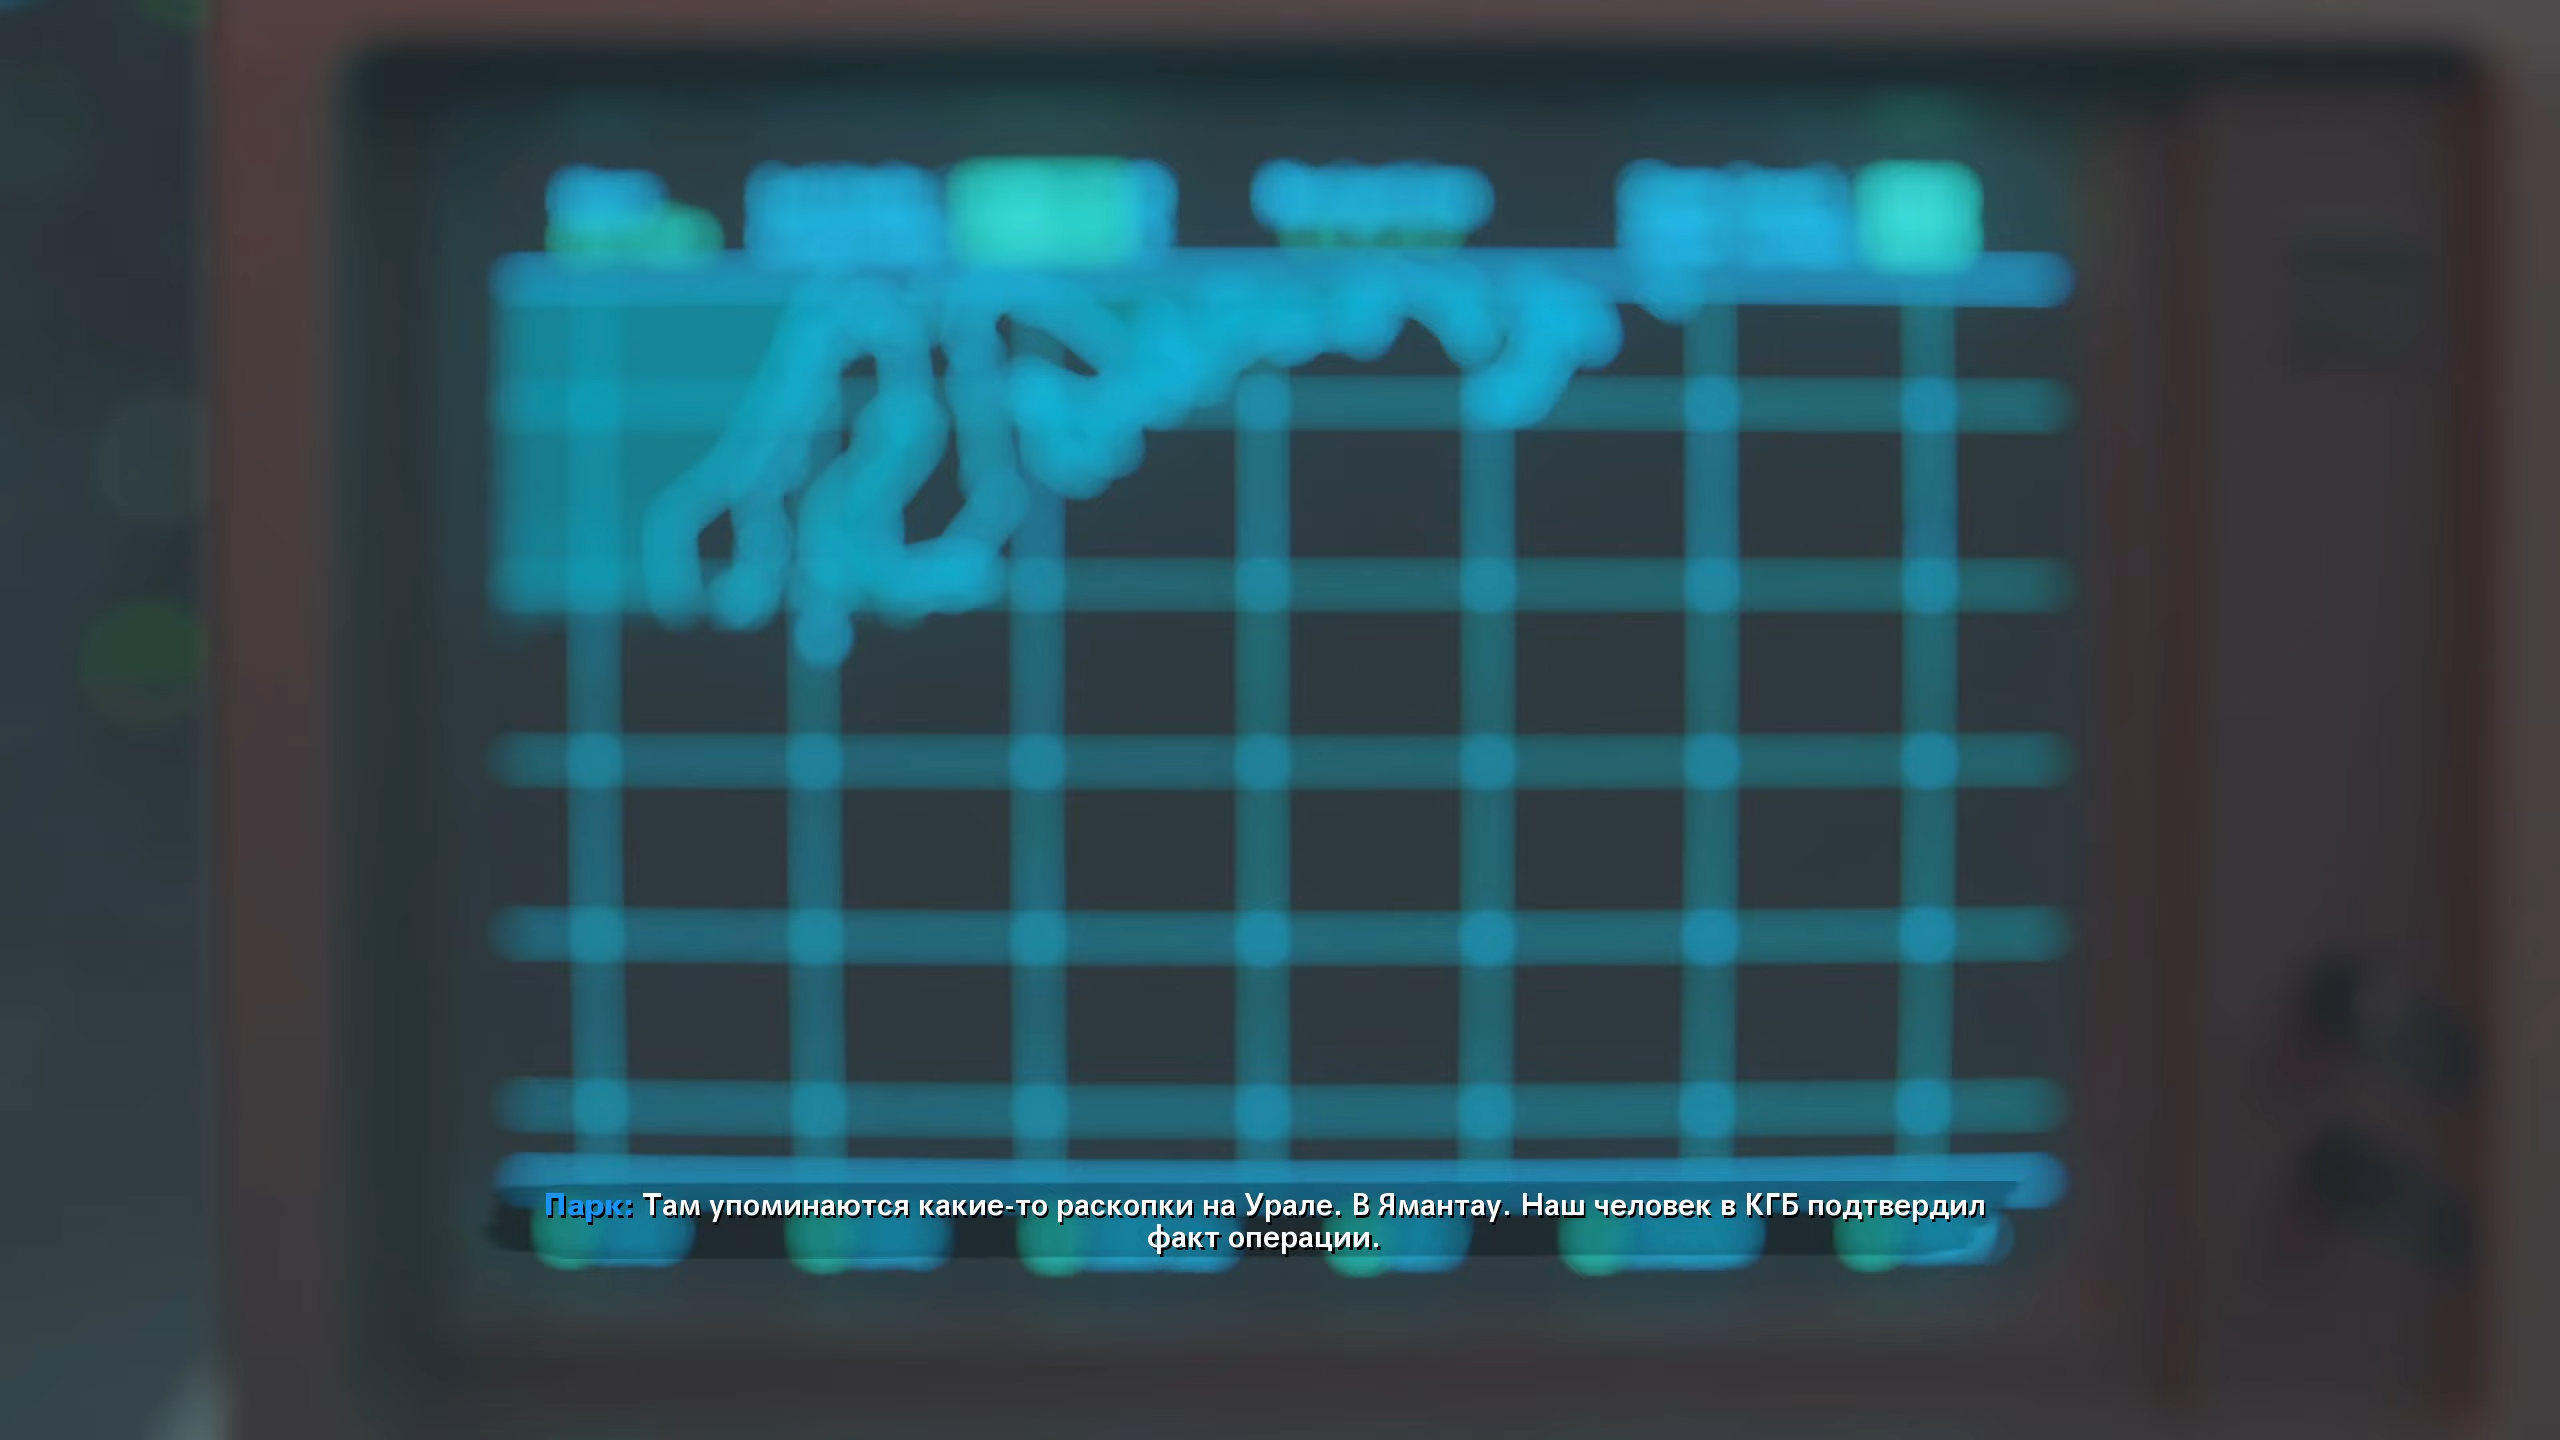 Парк: Там упоминаются какие-то раскопки на Урале. В Ямантау. Наш человек в КГБ подтвердил
факт операции.